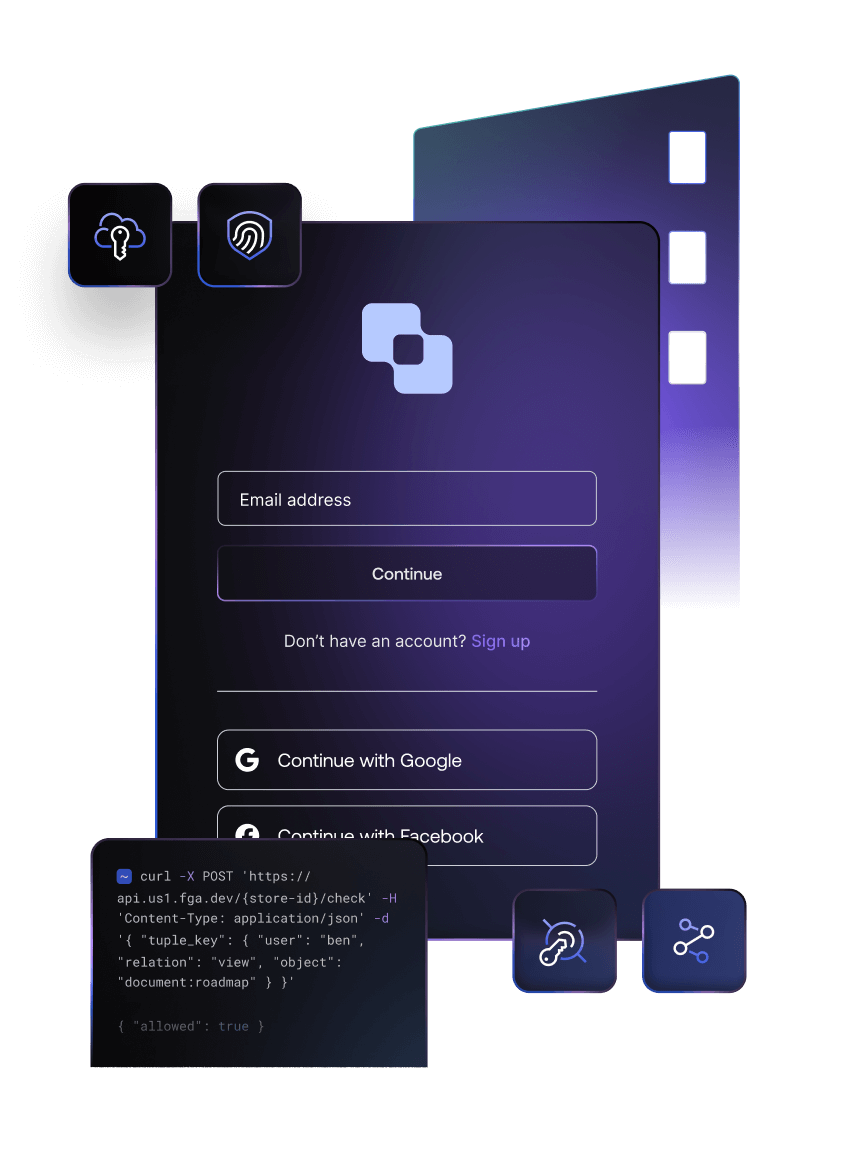 Email address
Continue
Don’t have an account? Sign up
Continue with Google
Continue with Facebook
~ curl -X POST 'https://
api.us1.fga.dev/{store-id}/check' -H
'Content-Type: application/json' -d
'{ "tuple_key": { "user": "ben",
"relation": "view", "object":
"document:roadmap" } }'
{ "allowed": true }